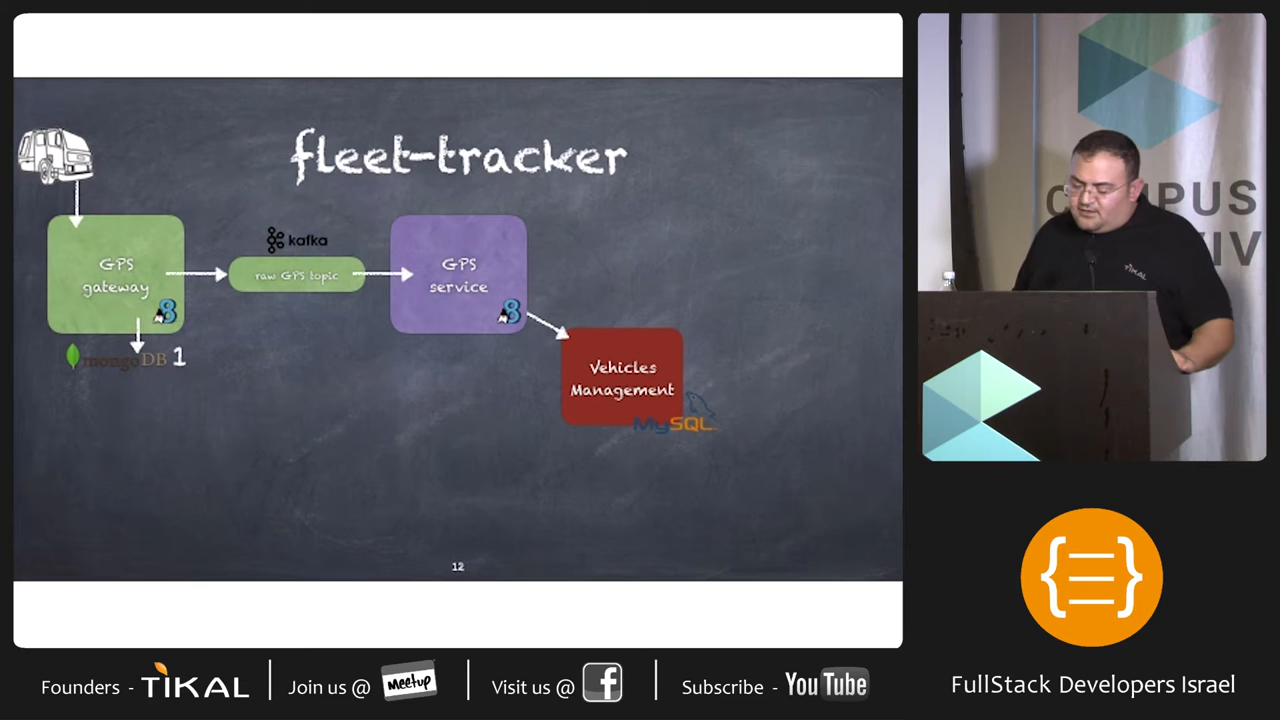 fleet-tracker
GPS
gateway
kafka
raw GPS topic
GPS
service
mongoDB 1
Vehicles
Management
MySQL
12
TIKAL
Founders - TIKAL
Join us @ Meetup
Visit us @ f
Subscribe - YouTube
{ }
FullStack Developers Israel